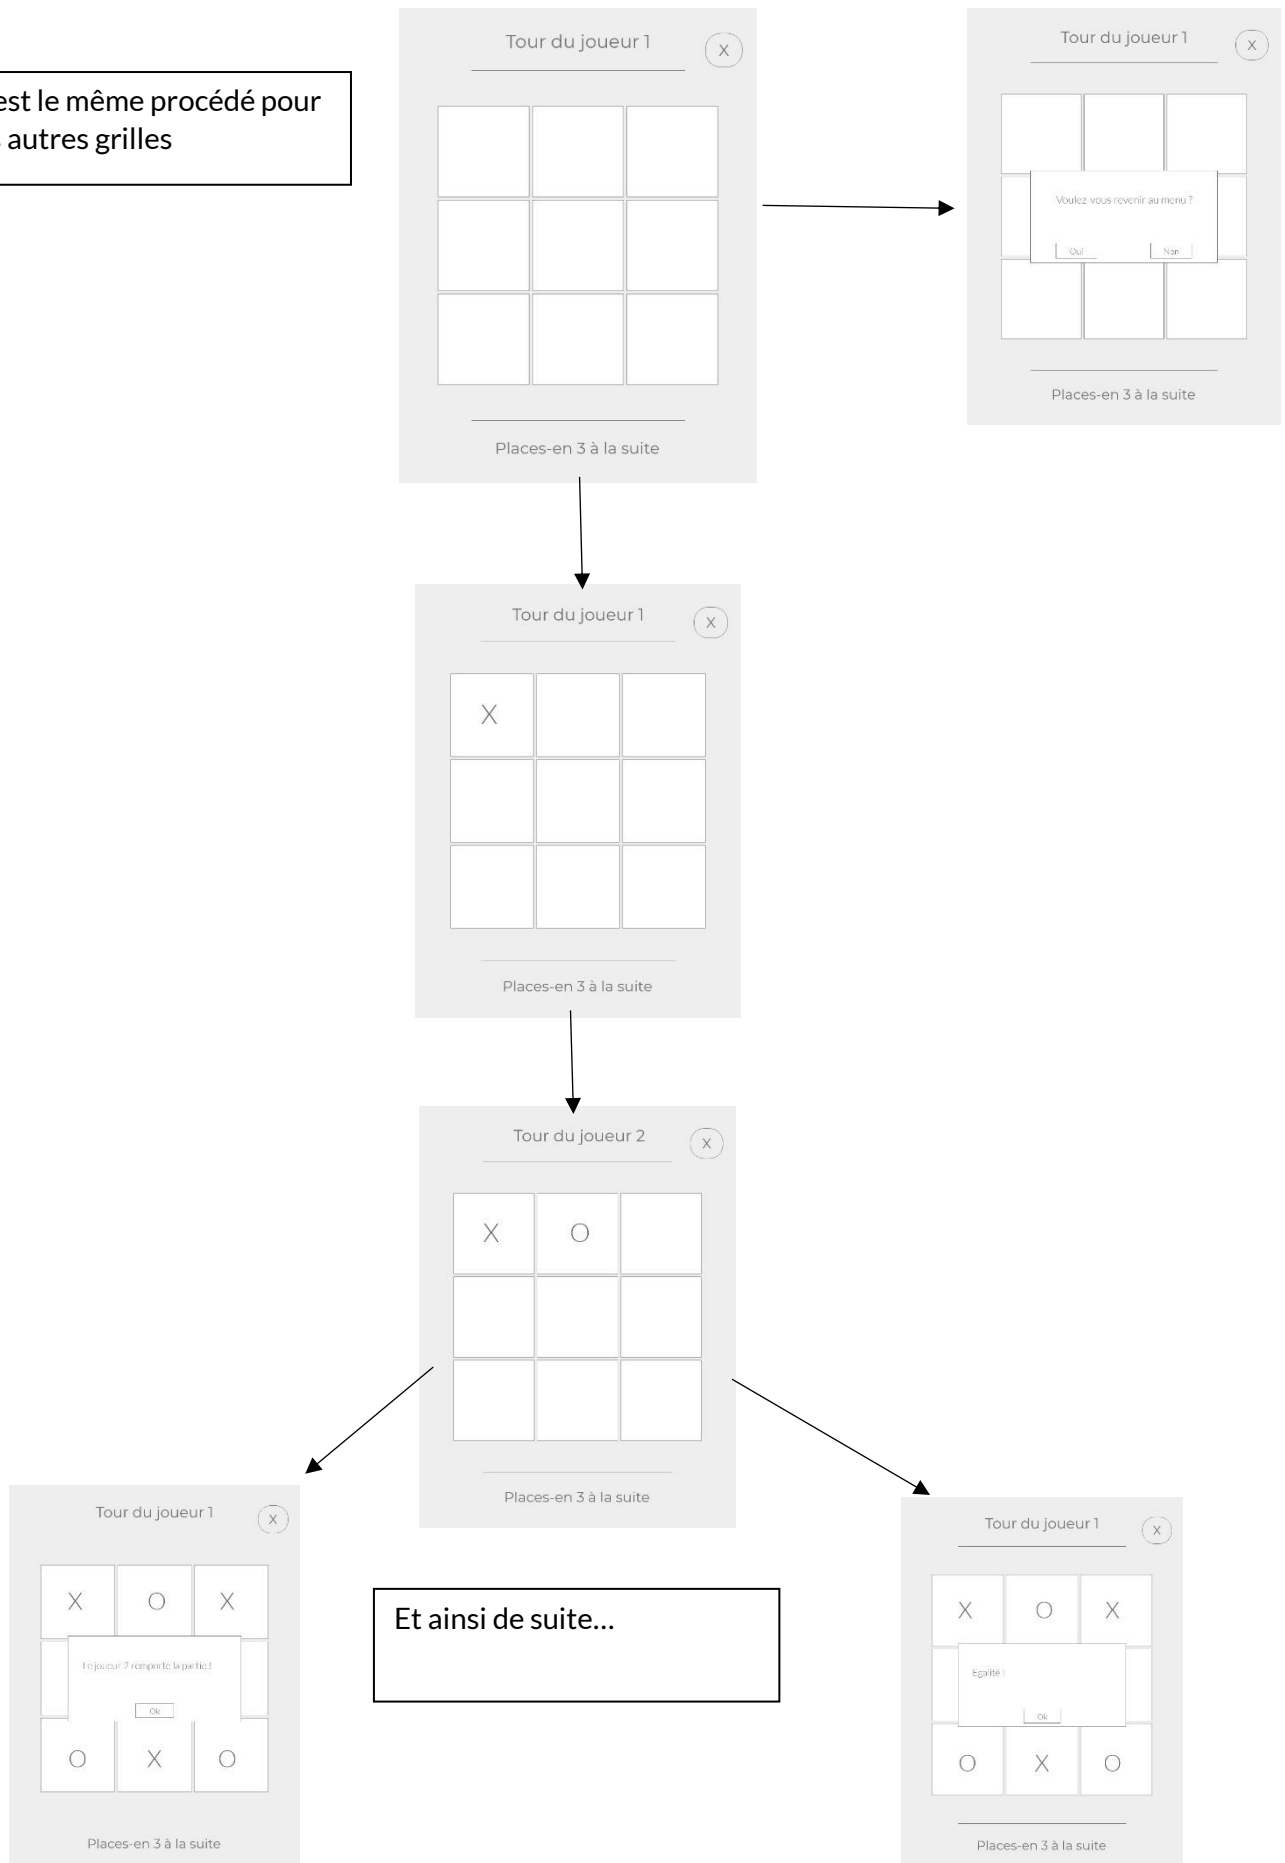 Tour du joueur 1
X
Tour du joueur 1
X
est le même procédé pour
autres grilles
Voulez-vous revenir au menu ?
Oui
Non
Places-en 3 à la suite
Places-en 3 à la suite
Tour du joueur 1
X
X
Places-en 3 à la suite
Tour du joueur 2
X
X O
Places-en 3 à la suite
Tour du joueur 1
X
X O X
Le joueur 2 remporte la partie !
Ok
O X O
Places-en 3 à la suite
Et ainsi de suite...
Tour du joueur 1
X
X O X
Egalité !
Ok
O X O
Places-en 3 à la suite